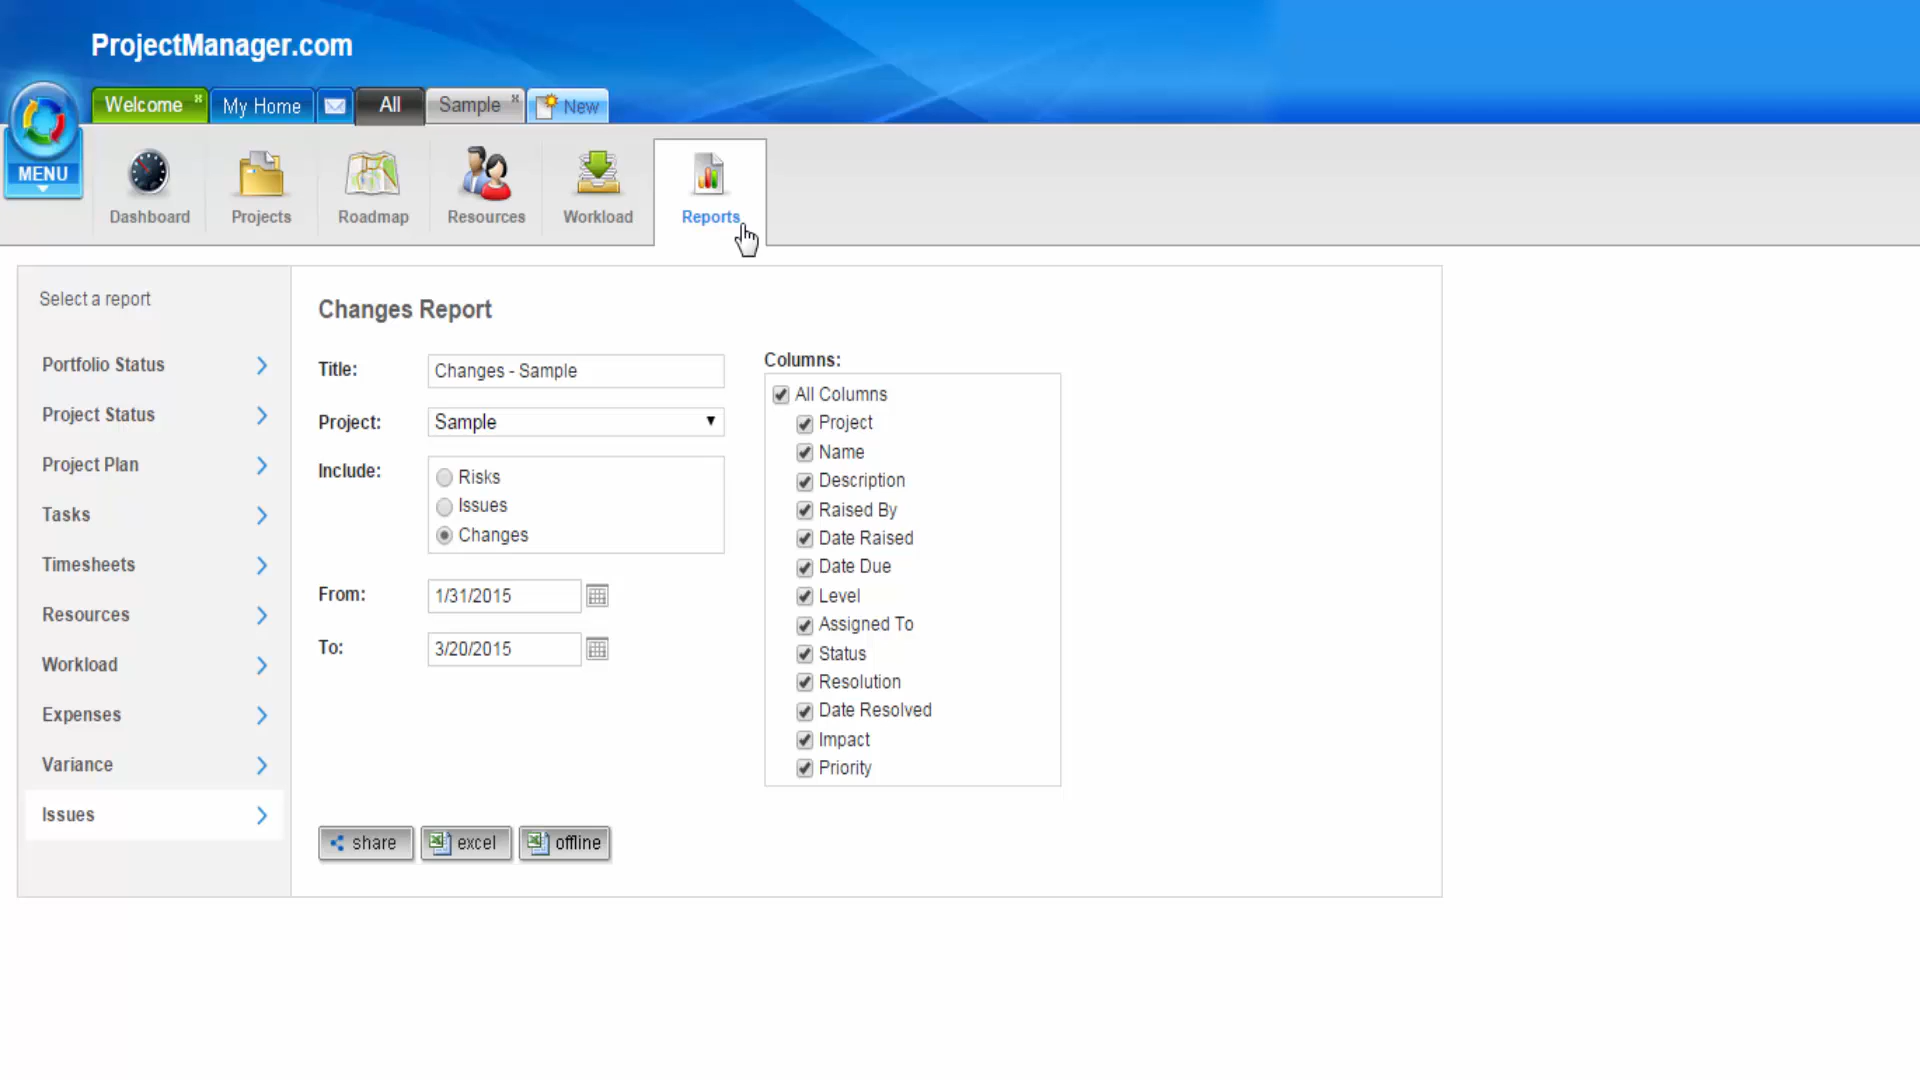 ProjectManager.com
Welcome
My Home
All
Sample
New
MENU
Dashboard
Projects
Roadmap
Resources
Workload
Reports
Select a report
Portfolio Status
Project Status
Project Plan
Tasks
Timesheets
Resources
Workload
Expenses
Variance
Issues
Changes Report
Title: Changes - Sample
Project: Sample
Include:
Risks
Issues
Changes
From: 1/31/2015
To: 3/20/2015
Columns:
All Columns
Project
Name
Description
Raised By
Date Raised
Date Due
Level
Assigned To
Status
Resolution
Date Resolved
Impact
Priority
share
excel
offline